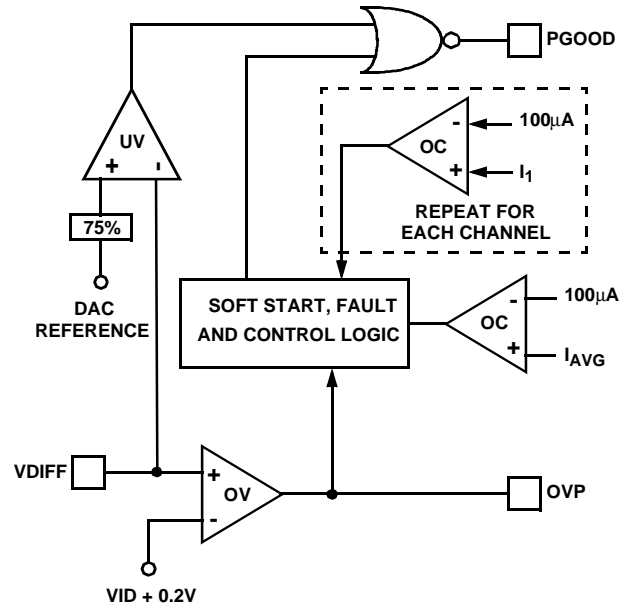 PGOOD
UV
+ -
- 100µA
OC
+ I1
REPEAT FOR
EACH CHANNEL
75%
DAC
REFERENCE
SOFT START, FAULT
AND CONTROL LOGIC
- 100µA
OC
+ IAVG
VDIFF
+
OV
-
OVP
VID + 0.2V